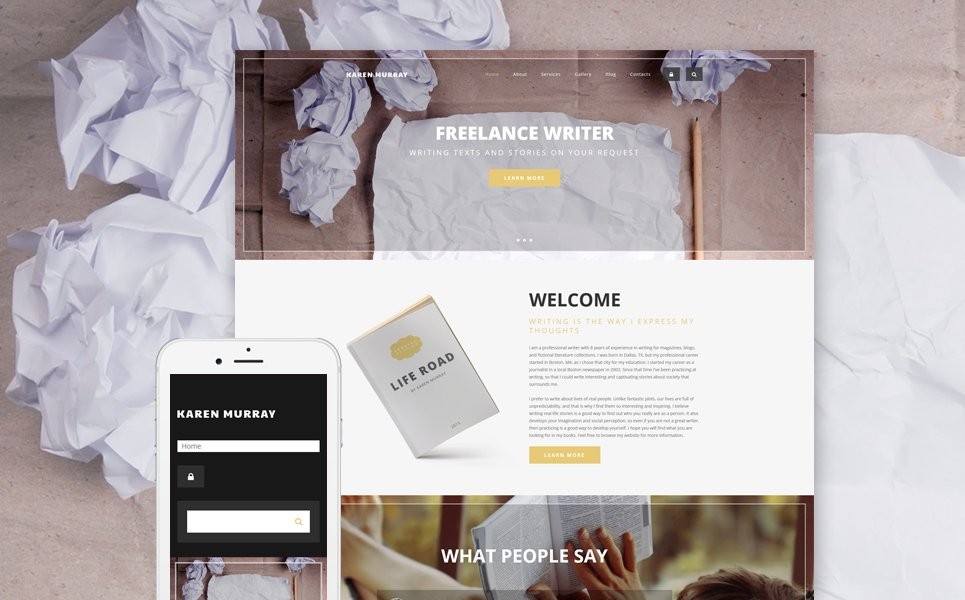 KAREN MURRAY
Home About Services Gallery Blog Contacts
FREELANCE WRITER
WRITING TEXTS AND STORIES ON YOUR REQUEST
LEARN MORE
WELCOME
WRITING IS THE WAY I EXPRESS MY
THOUGHTS
I am a professional writer with 8 years of experience in writing for magazines, blogs,
and fictional literature collections. I was born in Dallas, TX, but my professional career
started in Boston, MA, as I chose that city for my education. I started my career as a
journalist in a local Boston newspaper in 2003. Since that time I've been practicing at
writing, so that I could write interesting and captivating stories about society that
surrounds me.
I prefer to write about lives of real people. Unlike fantastic plots, our lives are full of
unpredictability, and that is why I find them so interesting and inspiring. I believe
writing real life stories is a good way to find out who you really are as a person. It also
develops your imagination and social perception, so even if you are not a great writer,
then practicing is a good way to develop yourself. I hope you will find what you are
looking for in my books. Feel free to browse my website for more information.
LEARN MORE
LIFE ROAD
BY KAREN MURRAY
KAREN MURRAY
Home
WHAT PEOPLE SAY